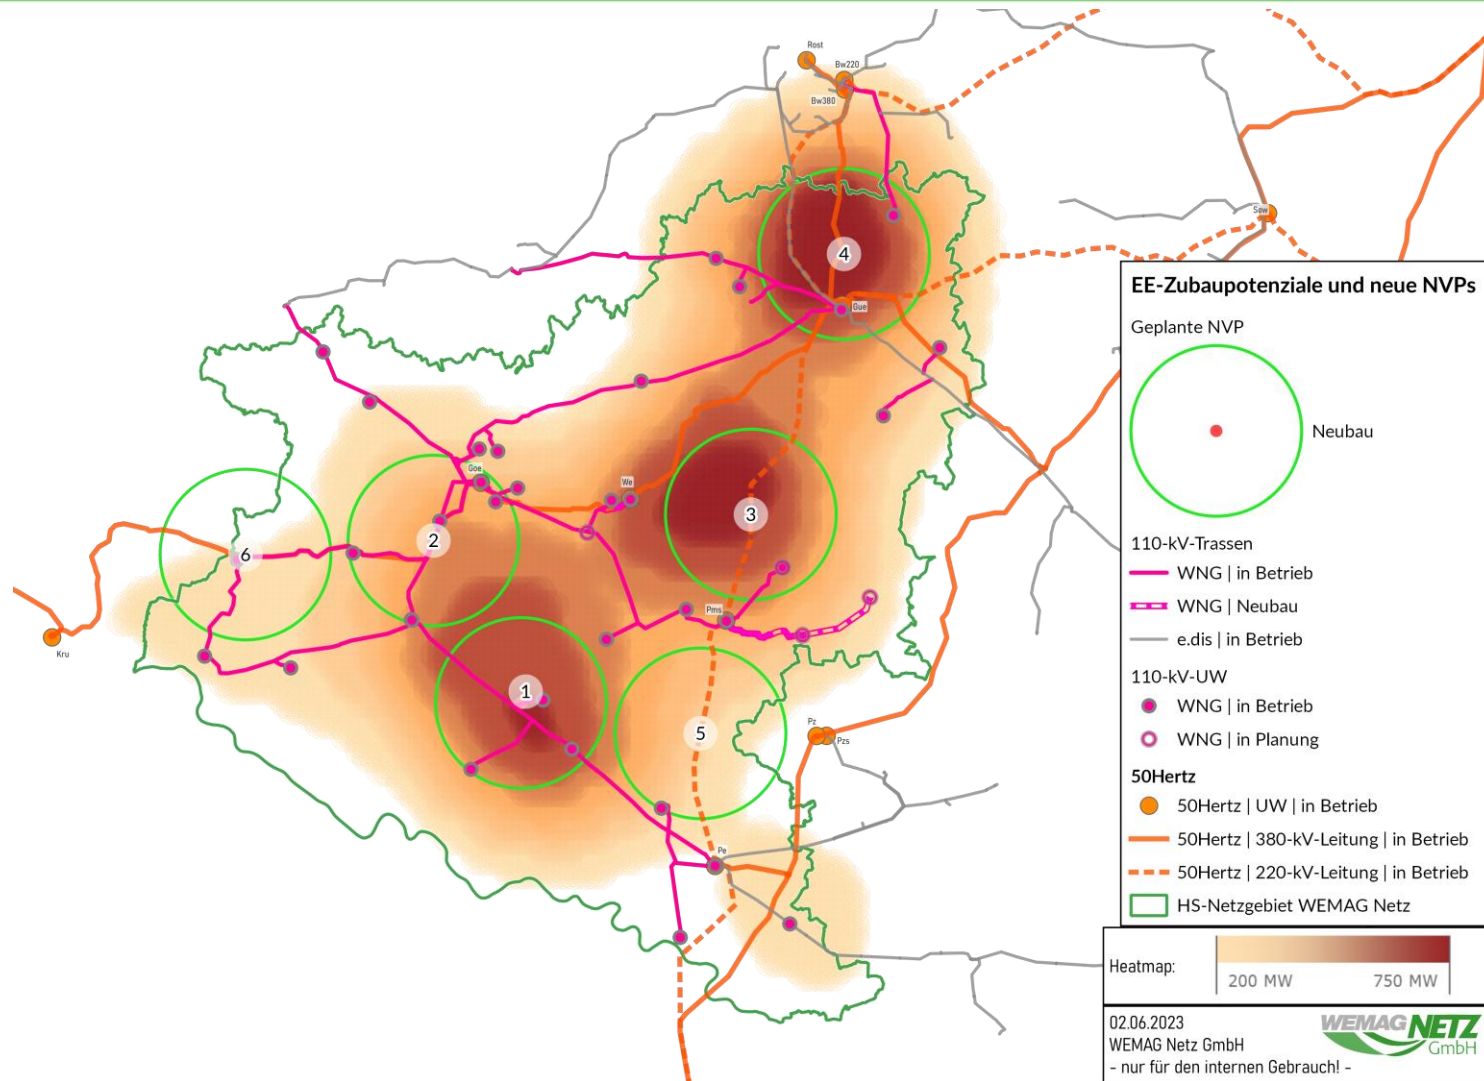 Rost
Bw220
Bw380
Sow
4
Gue
Goe
We
3
2
6
Pms
Kru
1
5
Pz
Pzs
Pe
EE-Zubaupotenziale und neue NVPs
Geplante NVP
Neubau
110-kV-Trassen
WNG | in Betrieb
WNG | Neubau
e.dis | in Betrieb
110-kV-UW
WNG | in Betrieb
WNG | in Planung
50Hertz
50Hertz | UW | in Betrieb
50Hertz | 380-kV-Leitung | in Betrieb
50Hertz | 220-kV-Leitung | in Betrieb
HS-Netzgebiet WEMAG Netz
Heatmap:
200 MW 750 MW
02.06.2023
WEMAG Netz GmbH
- nur für den internen Gebrauch! -
WEMAG NETZ
GmbH